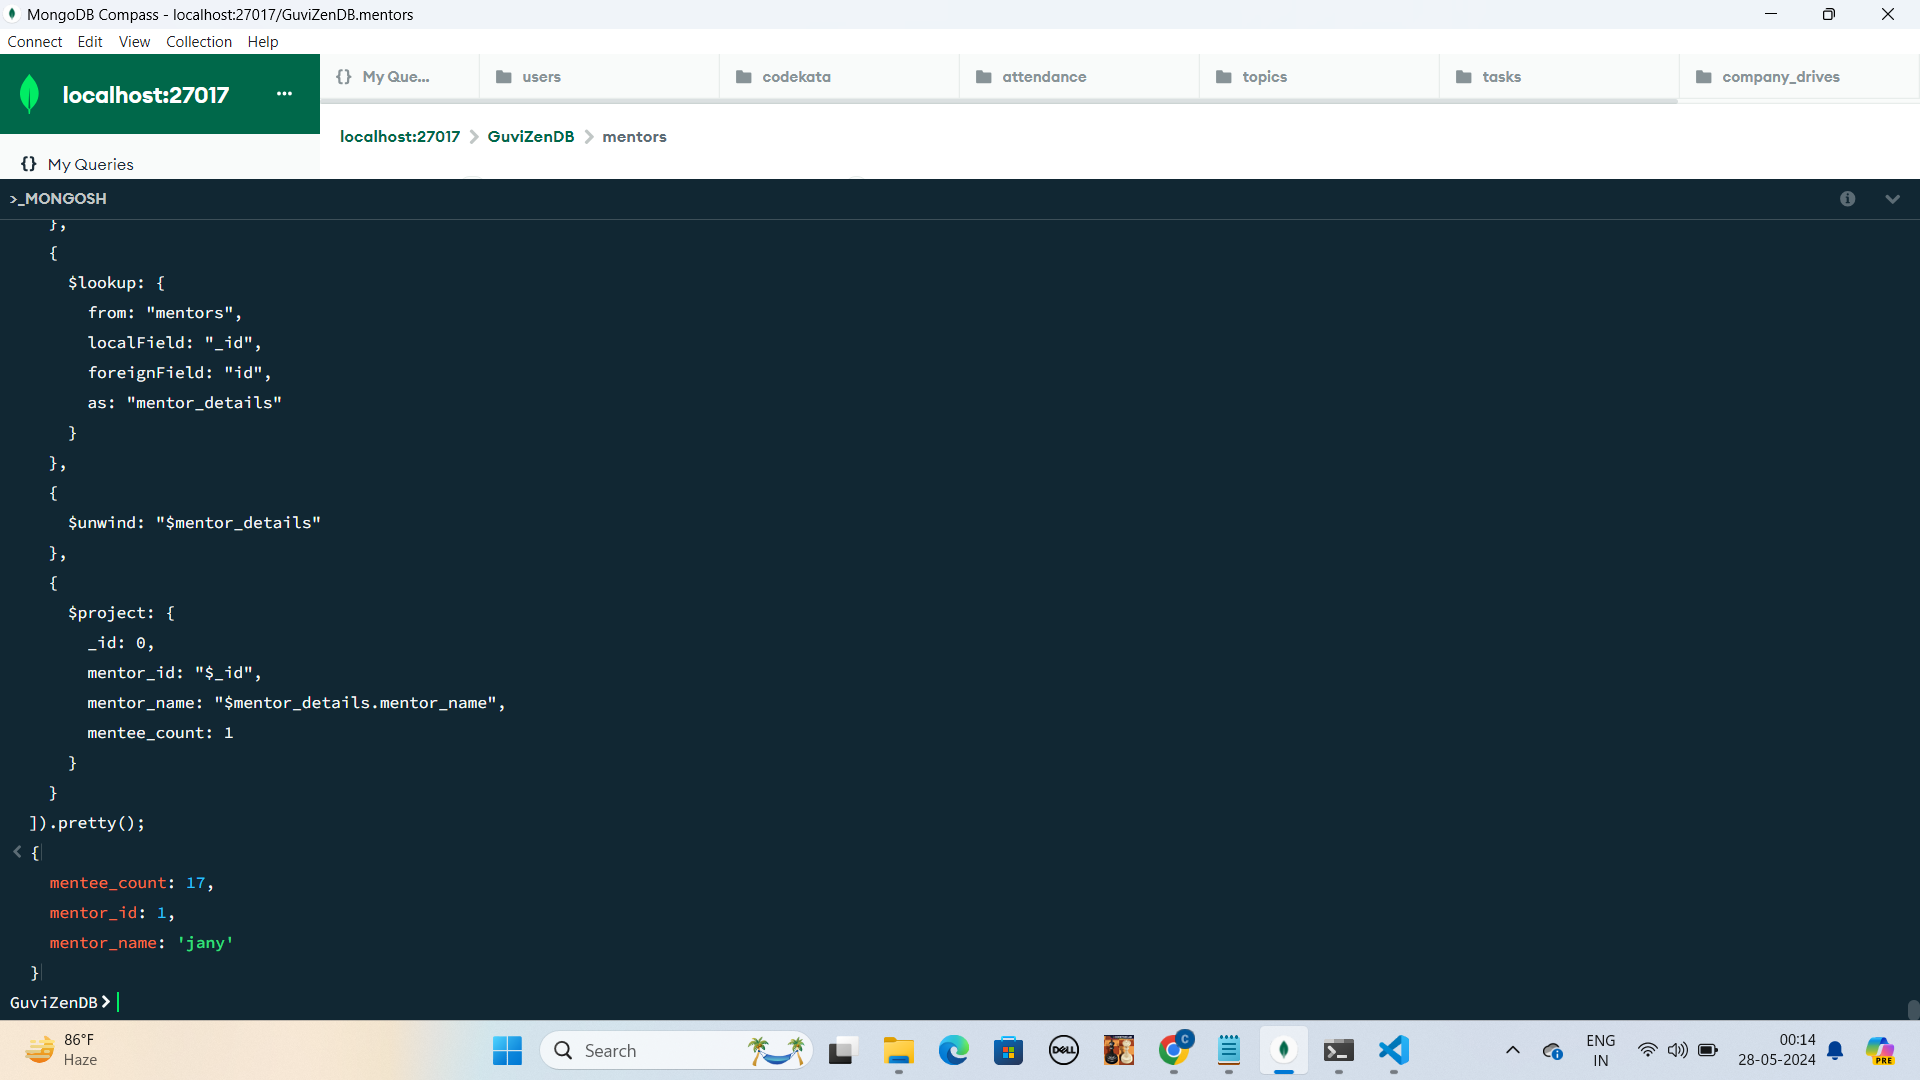 MongoDB Compass - localhost:27017/GuviZenDB.mentors
Connect Edit View Collection Help
localhost:27017 ...
{} My Que... users codekata attendance topics tasks company_drives
localhost:27017 > GuviZenDB > mentors
{} My Queries
>_MONGOSH
},
{
$lookup: {
from: "mentors",
localField: "_id",
foreignField: "id",
as: "mentor_details"
}
},
{
$unwind: "$mentor_details"
},
{
$project: {
_id: 0,
mentor_id: "$_id",
mentor_name: "$mentor_details.mentor_name",
mentee_count: 1
}
}
]).pretty();
< {
mentee_count: 17,
mentor_id: 1,
mentor_name: 'jany'
}
GuviZenDB>
86°F
Haze
Search
DELL
C
ENG
IN
00:14
28-05-2024
PRE